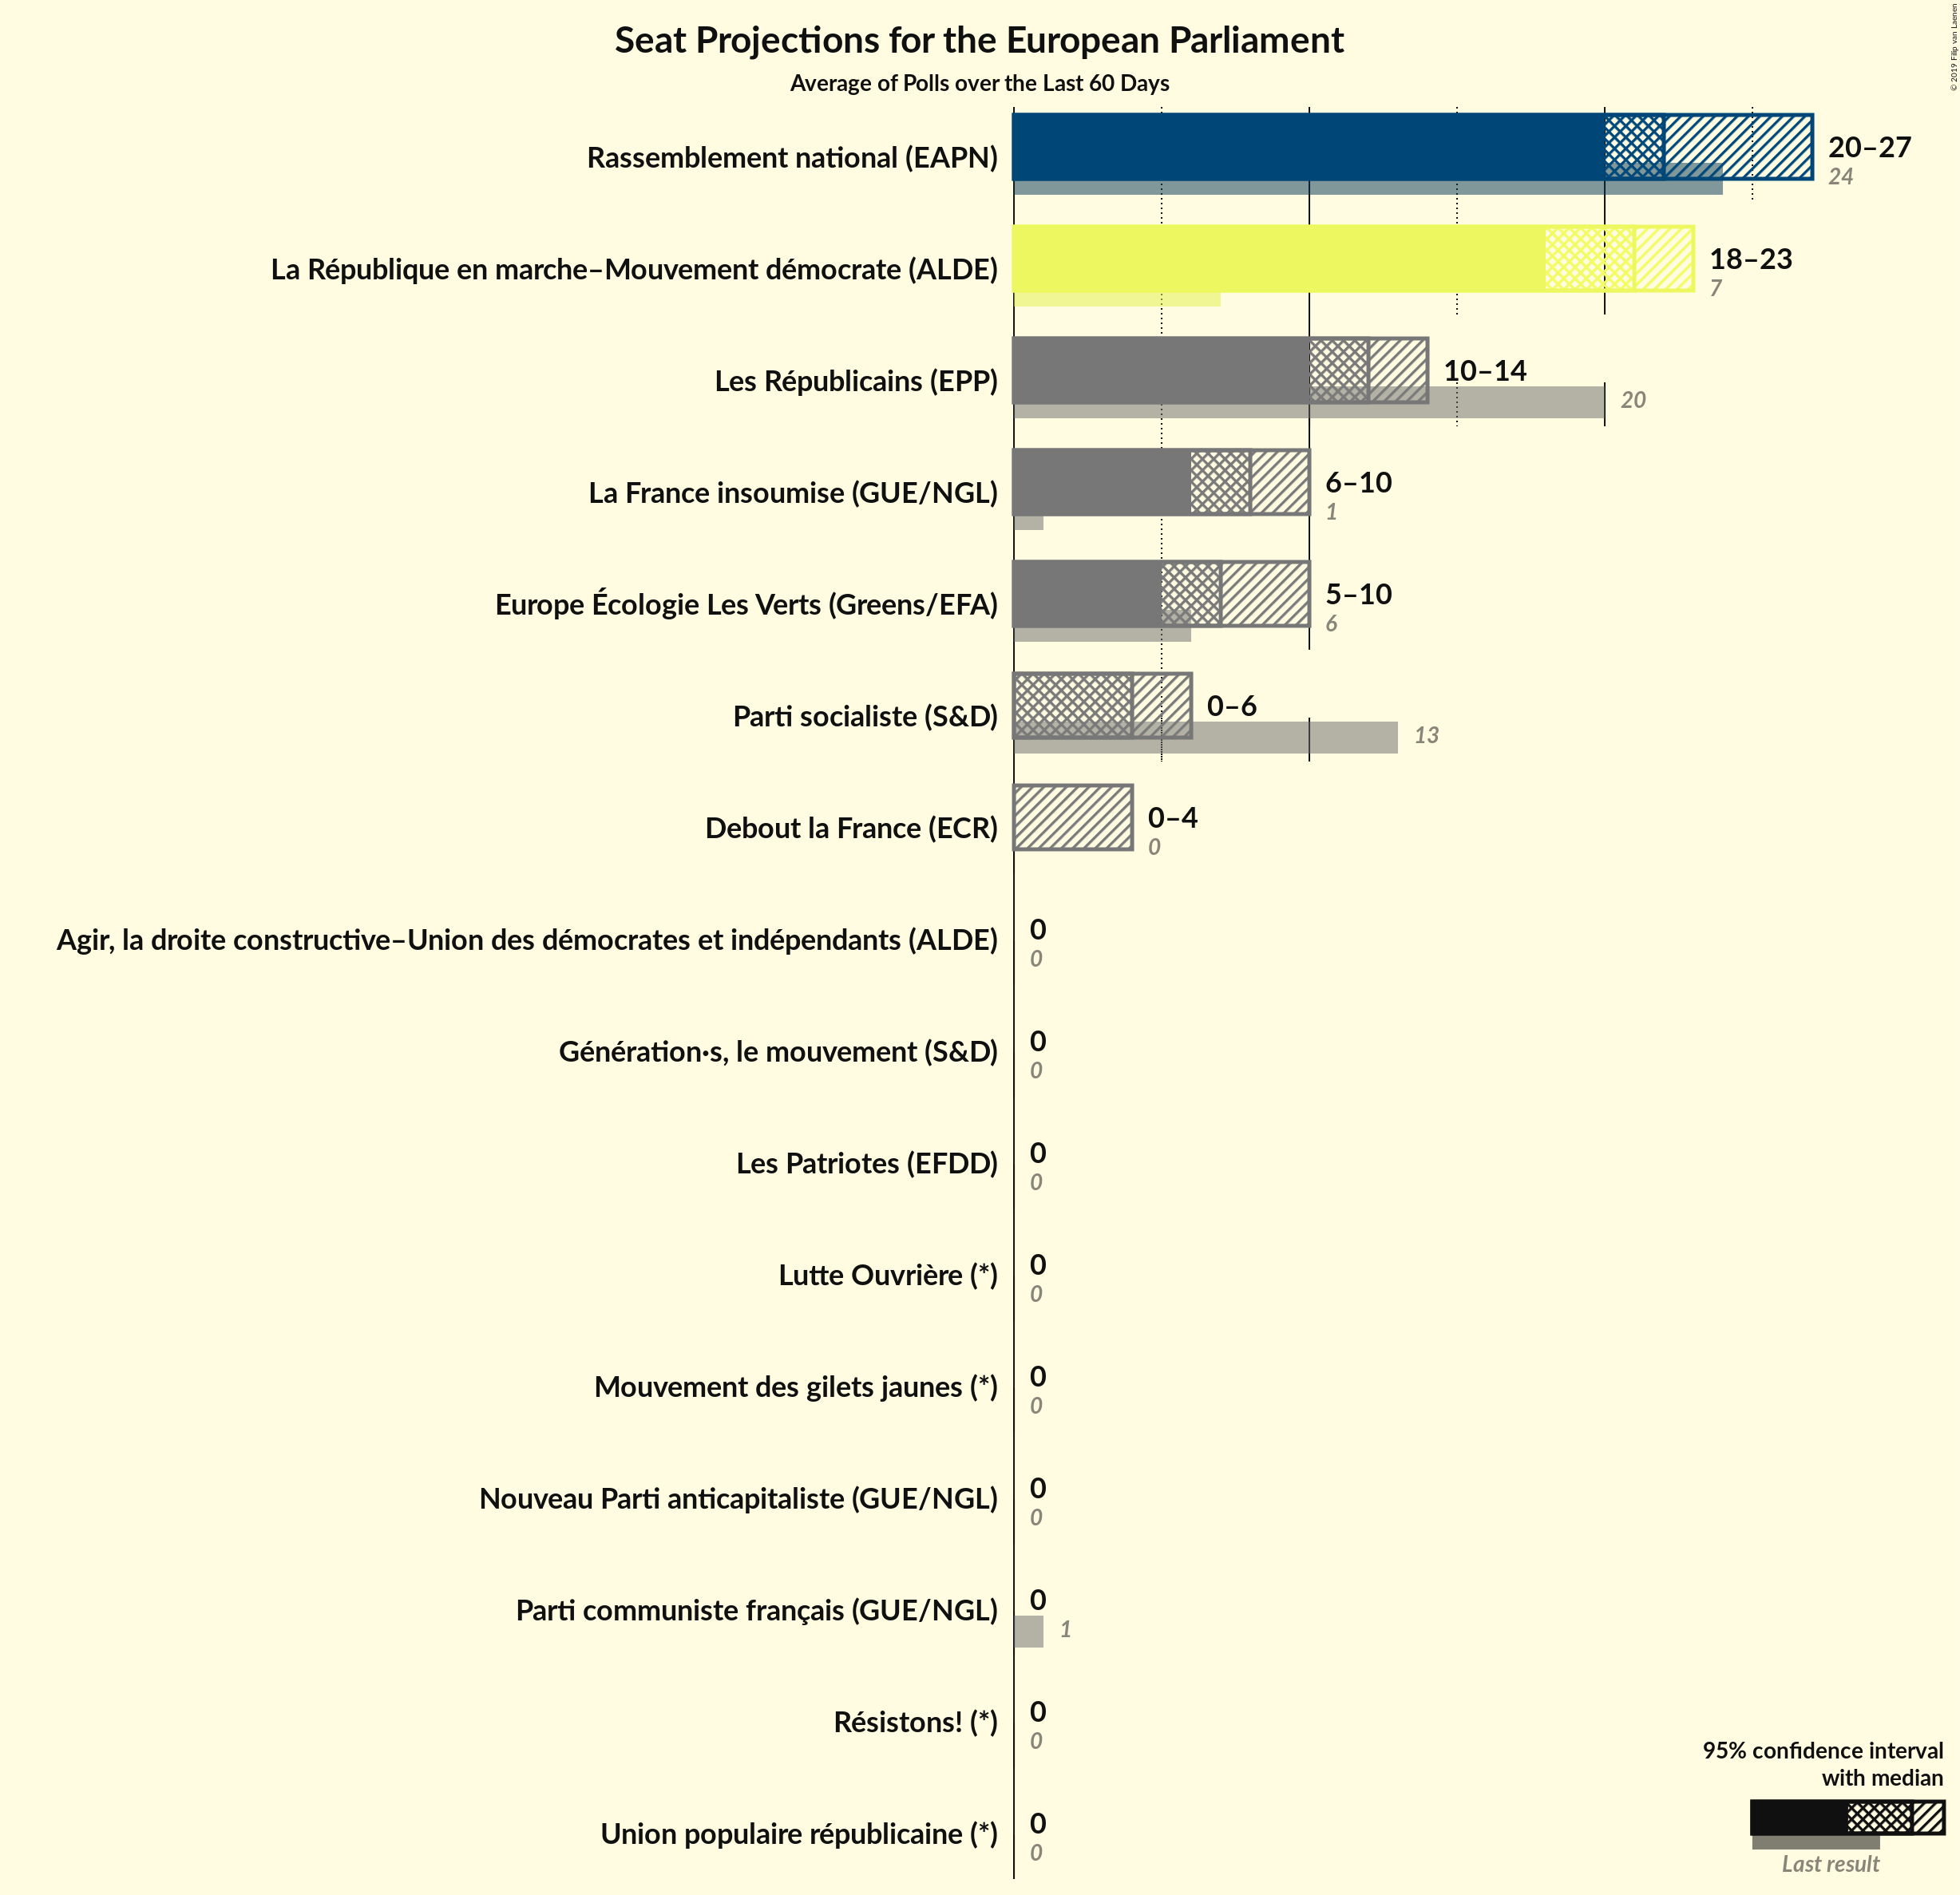 Seat Projections for the European Parliament
Average of Polls over the Last 60 Days
© 2019 Filip van Laenen
Rassemblement national (EAPN)
20–27
24
La République en marche–Mouvement démocrate (ALDE)
18–23
7
Les Républicains (EPP)
10–14
20
La France insoumise (GUE/NGL)
6–10
1
Europe Écologie Les Verts (Greens/EFA)
5–10
6
Parti socialiste (S&D)
0–6
13
Debout la France (ECR)
0–4
0
Agir, la droite constructive–Union des démocrates et indépendants (ALDE)
0
0
Génération·s, le mouvement (S&D)
0
0
Les Patriotes (EFDD)
0
0
Lutte Ouvrière (*)
0
0
Mouvement des gilets jaunes (*)
0
0
Nouveau Parti anticapitaliste (GUE/NGL)
0
0
Parti communiste français (GUE/NGL)
0
1
Résistons! (*)
0
0
Union populaire républicaine (*)
0
0
95% confidence interval
with median
Last result